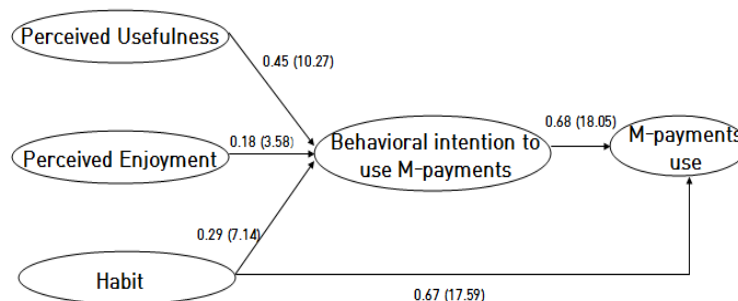 Perceived Usefulness
0.45 (10.27)
0.68 (18.05)
Behavioral intention to
use M-payments
M-payments
use
0.18 (3.58)
Perceived Enjoyment
0.29 (7.14)
Habit
0.67 (17.59)